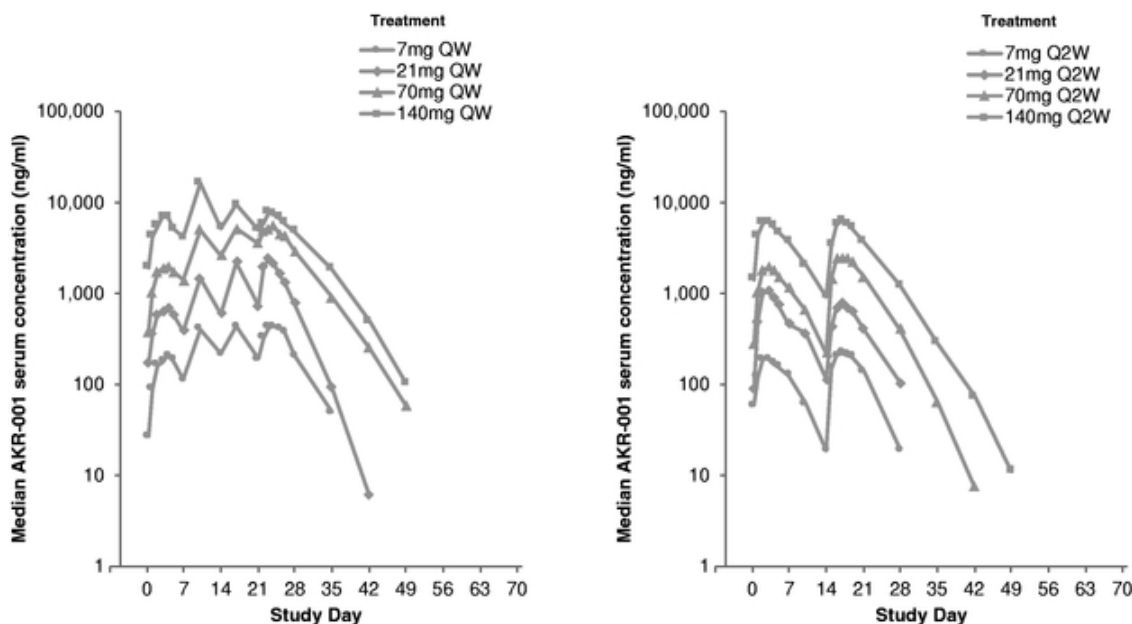 Treatment
7mg QW
21mg QW
70mg QW
140mg QW
100,000
10,000
1,000
100
10
1
Median AKR-001 serum concentration (ng/ml)
0 7 14 21 28 35 42 49 56 63 70
Study Day
Treatment
7mg Q2W
21mg Q2W
70mg Q2W
140mg Q2W
100,000
10,000
1,000
100
10
1
Median AKR-001 serum concentration (ng/ml)
0 7 14 21 28 35 42 49 56 63 70
Study Day